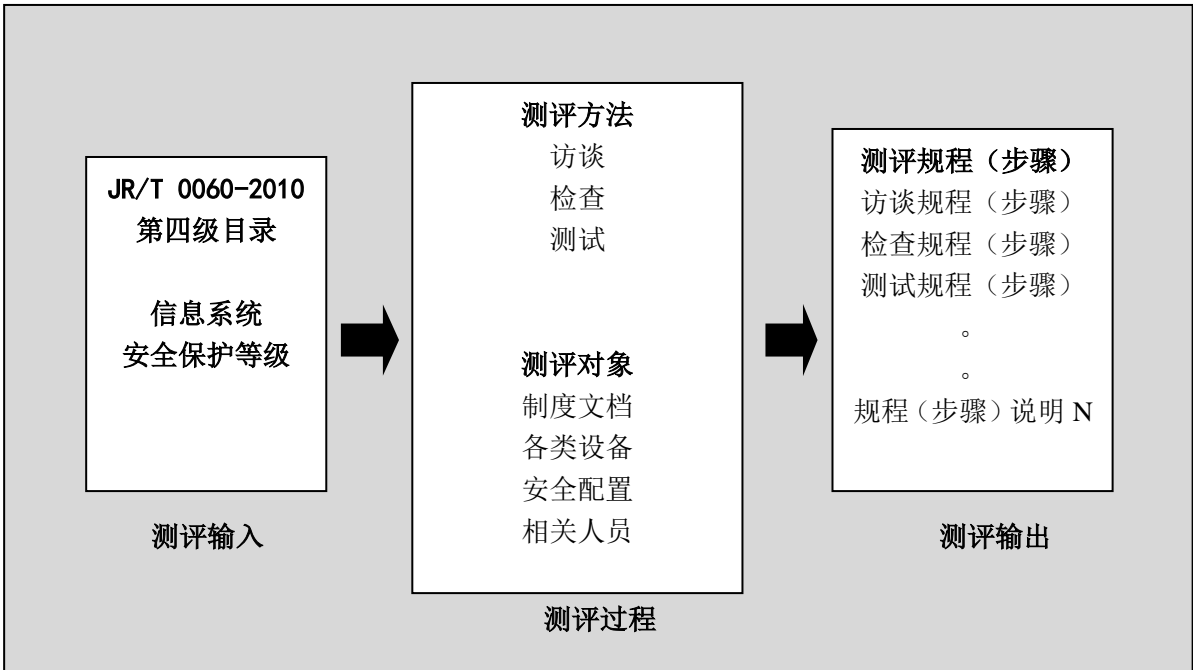 JR/T 0060-2010
第四级目录
信息系统
安全保护等级
测评输入
测评方法
访谈
检查
测试
测评对象
制度文档
各类设备
安全配置
相关人员
测评过程
测评规程（步骤）
访谈规程（步骤）
检查规程（步骤）
测试规程（步骤）
。
。
规程（步骤）说明 N
测评输出